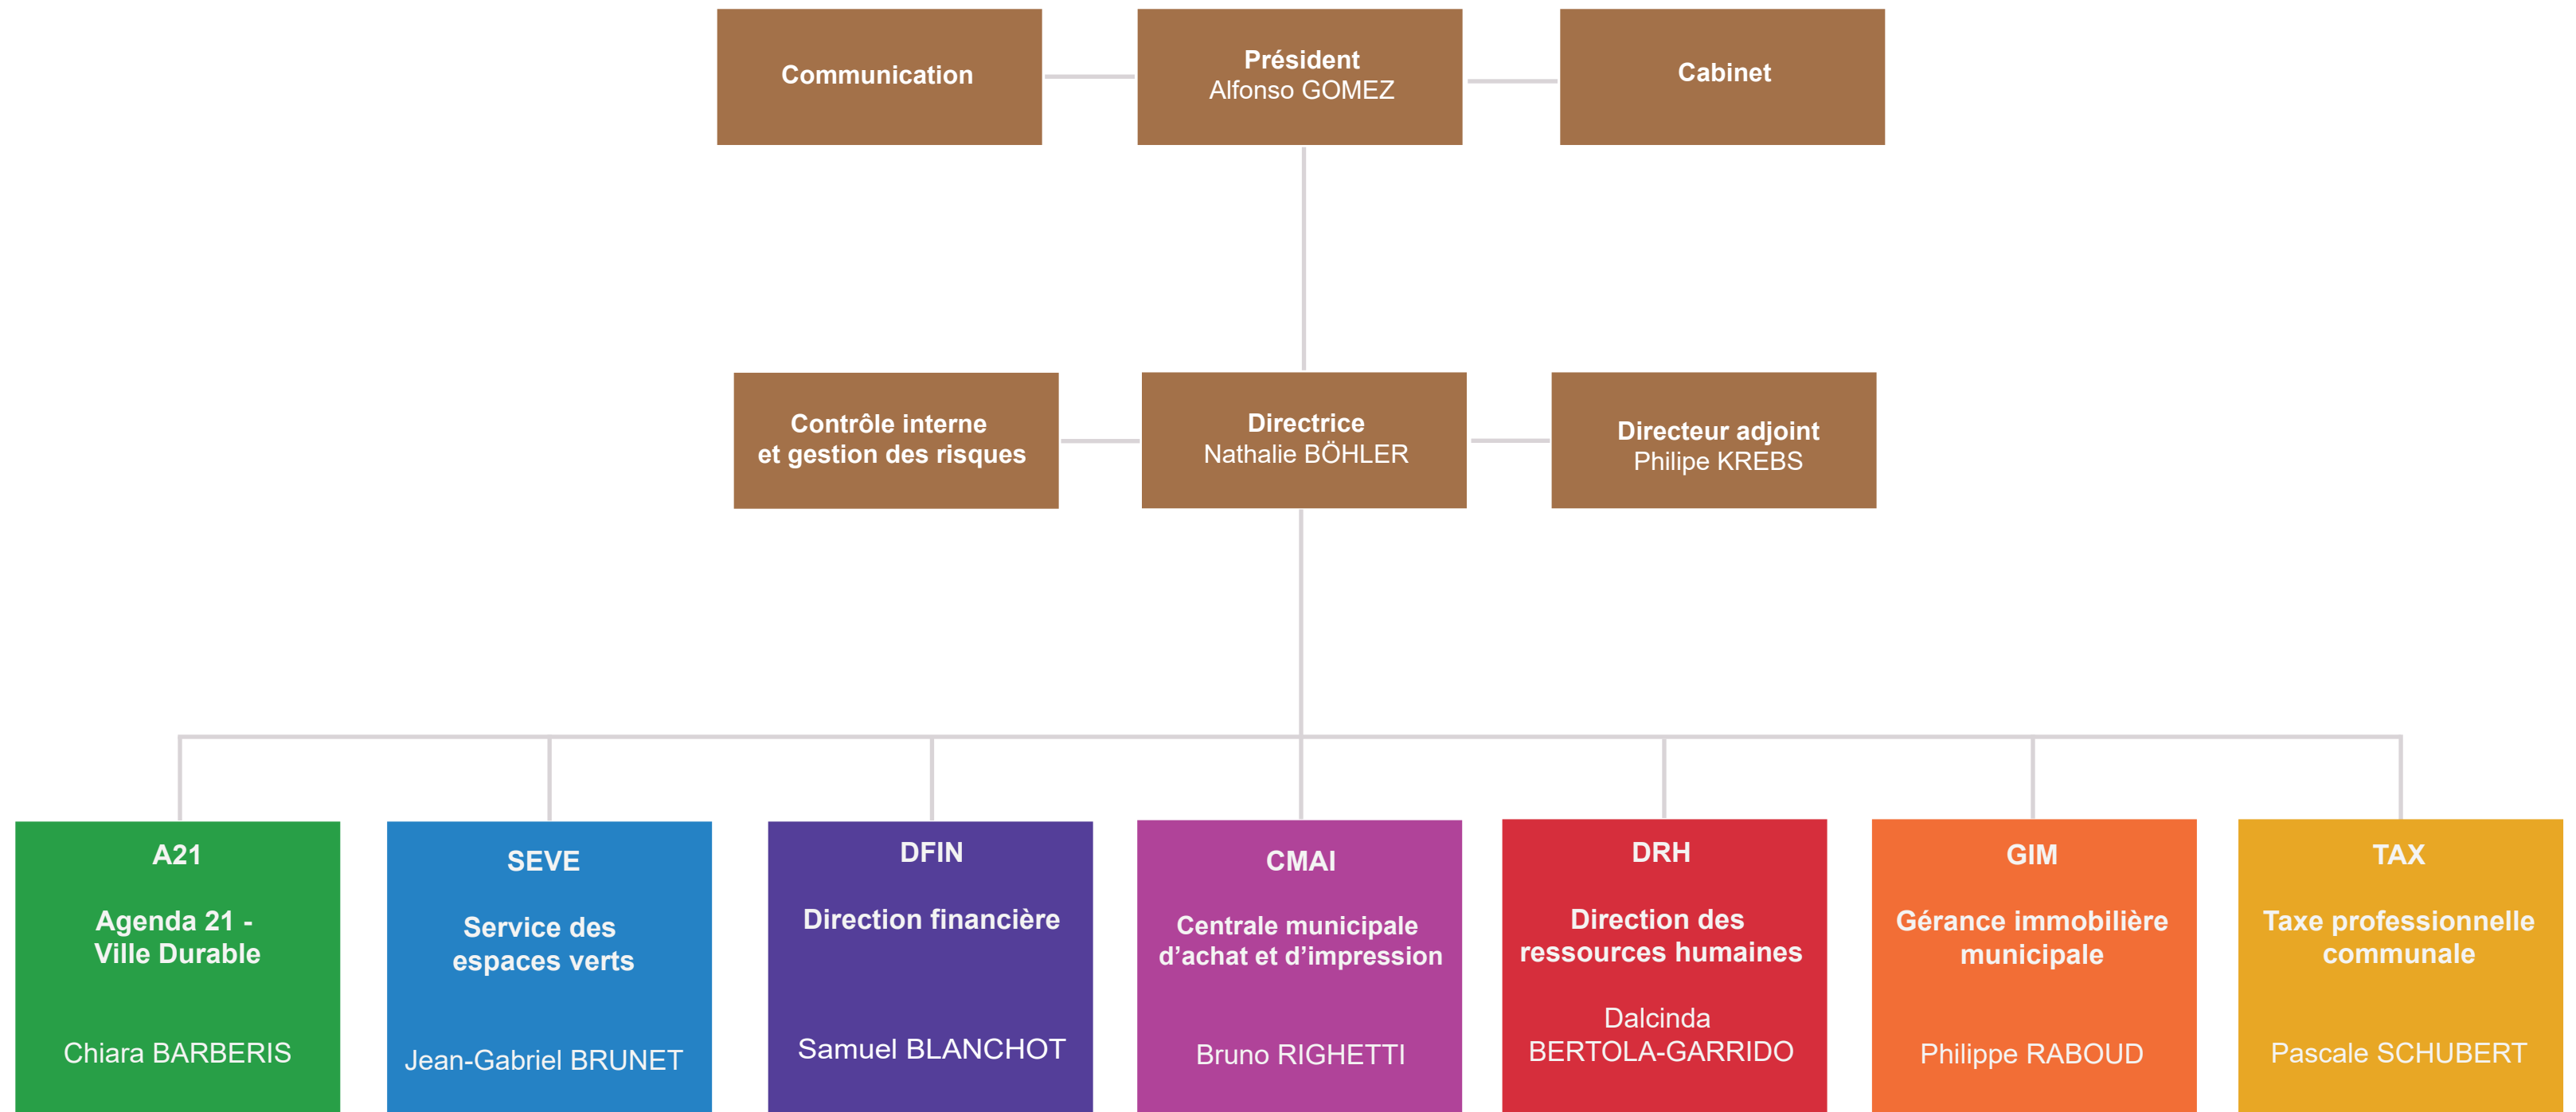 Communication
Président
Alfonso GOMEZ
Cabinet
Contrôle interne
et gestion des risques
Directrice
Nathalie BÖHLER
Directeur adjoint
Philipe KREBS
A21
Agenda 21 -
Ville Durable
Chiara BARBERIS
SEVE
Service des
espaces verts
Jean-Gabriel BRUNET
DFIN
Direction financière
Samuel BLANCHOT
CMAI
Centrale municipale
d’achat et d’impression
Bruno RIGHETTI
DRH
Direction des
ressources humaines
Dalcinda
BERTOLA-GARRIDO
GIM
Gérance immobilière
municipale
Philippe RABOUD
TAX
Taxe professionnelle
communale
Pascale SCHUBERT